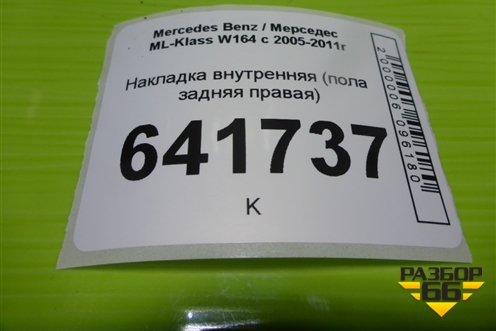 Mercedes Benz / Мерседес
ML-Klass W164 с 2005-2011г
Накладка внутренняя (пола
задняя правая)
641737
К
2000006096180
РАЗБОР
66